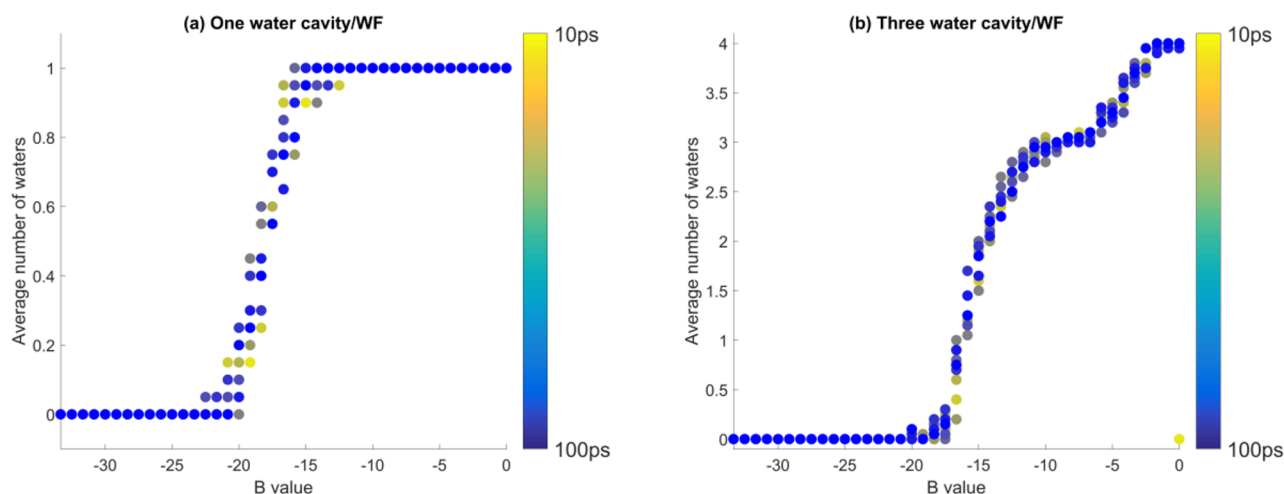 (a) One water cavity/WF
10ps
1
0.8
0.6
0.4
0.2
0
Average number of waters
-30 -25 -20 -15 -10 -5 0
B value
100ps
(b) Three water cavity/WF
10ps
4
3.5
3
2.5
2
1.5
1
0.5
0
Average number of waters
-30 -25 -20 -15 -10 -5 0
B value
100ps